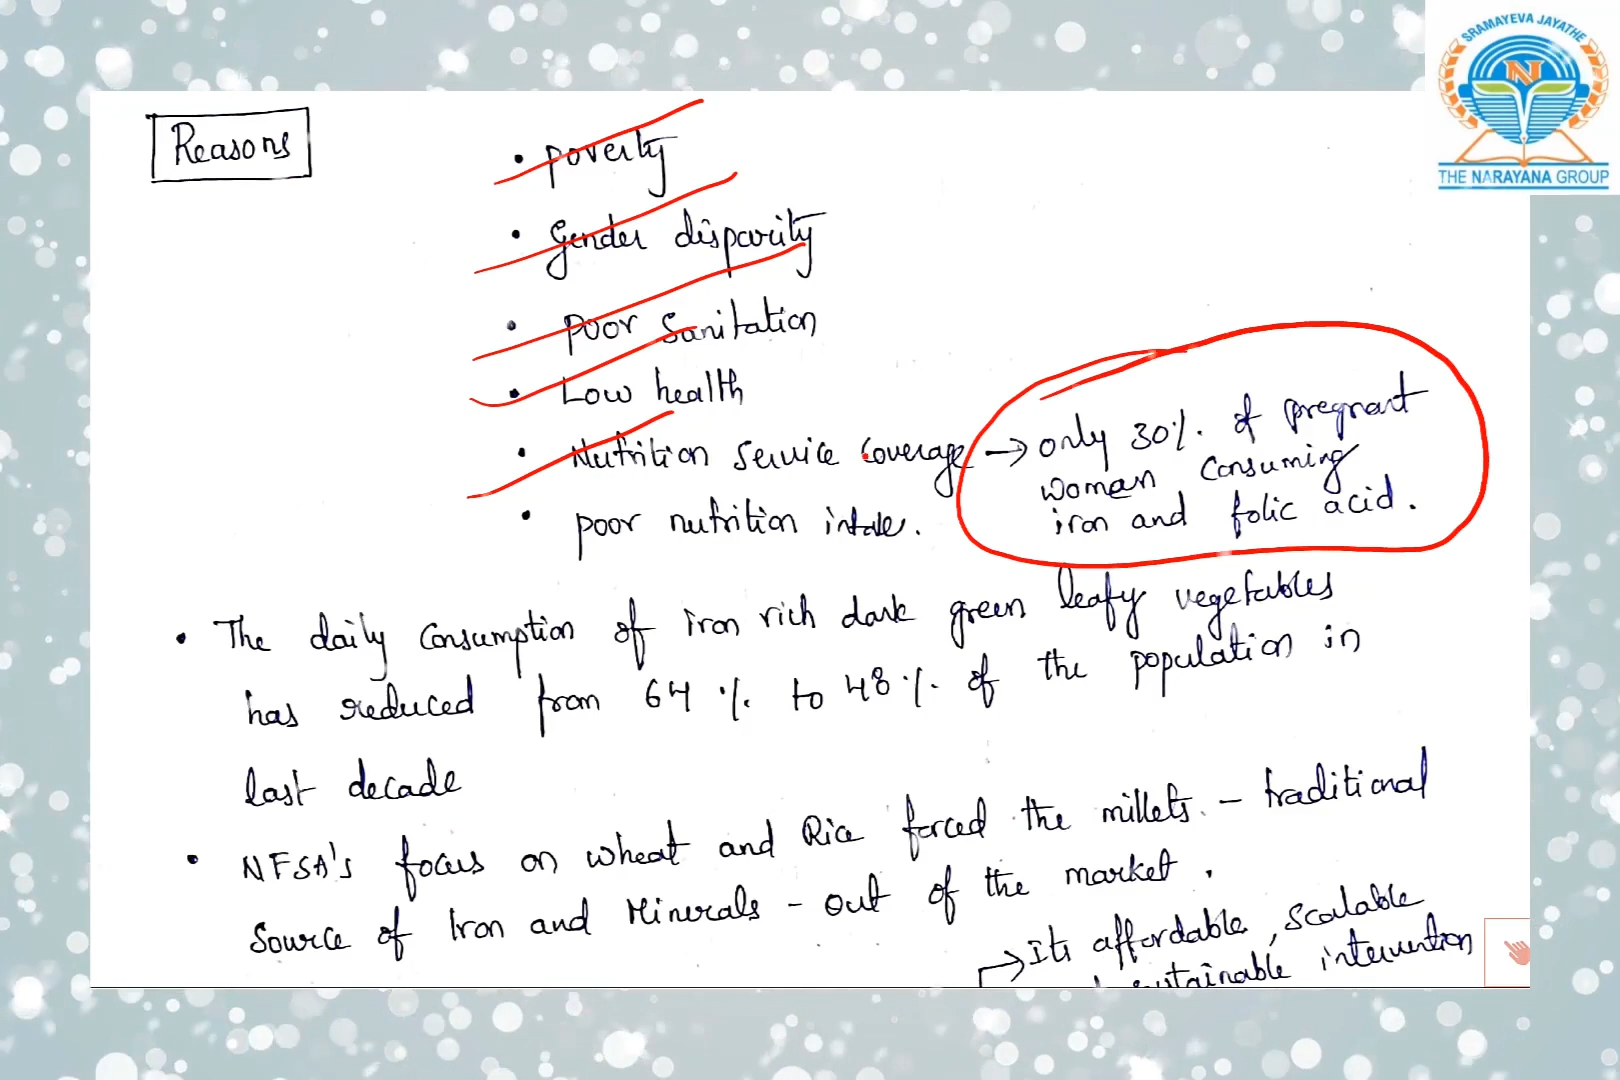 SRAMAYEVA JAYATHE
N
THE NARAYANA GROUP
Reasons
• poverty
• Gender disparity
• Poor Sanitation
• Low health
• Nutrition Service Coverage → only 30%. of pregnant
woman Consuming
iron and folic acid.
• poor nutrition intake.
• The daily Consumption of iron rich dark green leafy vegetables
has reduced from 64 %. to 48%. of the population in
last decade
• NFSA's focus on wheat and Rice forced the millets. - traditional
Source of Iron and Minerals - out of the market.
→ Its affordable, scalable
sustainable intervention